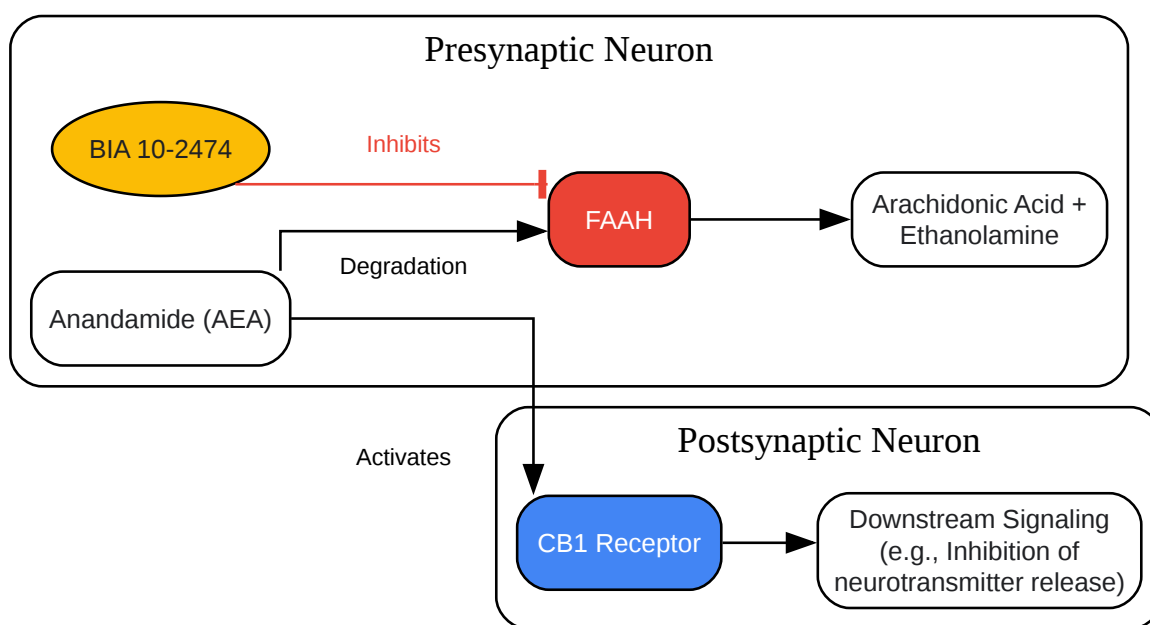 Presynaptic Neuron
BIA 10-2474
Inhibits
FAAH
Arachidonic Acid +
Ethanolamine
Degradation
Anandamide (AEA)
Activates
Postsynaptic Neuron
CB1 Receptor
Downstream Signaling
(e.g., Inhibition of
neurotransmitter release)